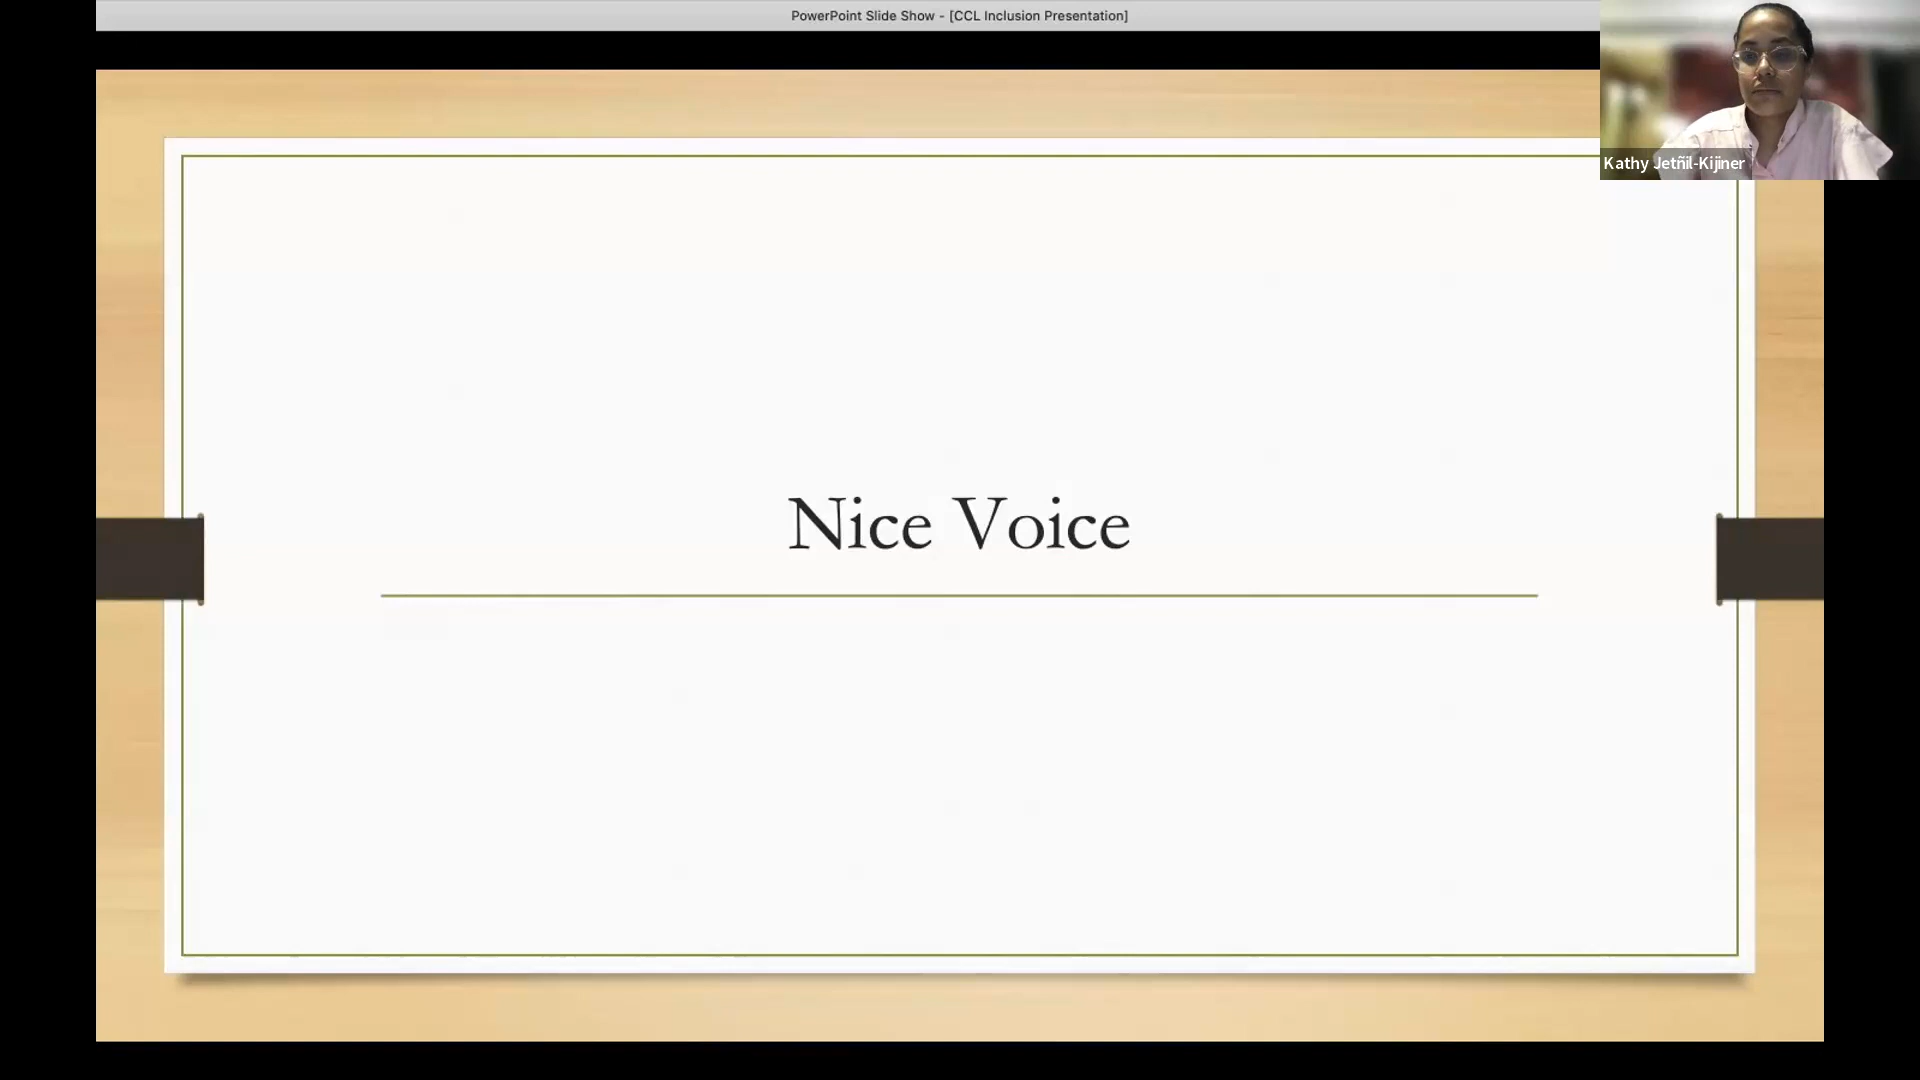 PowerPoint Slide Show - [CCL Inclusion Presentation]
Kathy Jetñil-Kijiner
Nice Voice